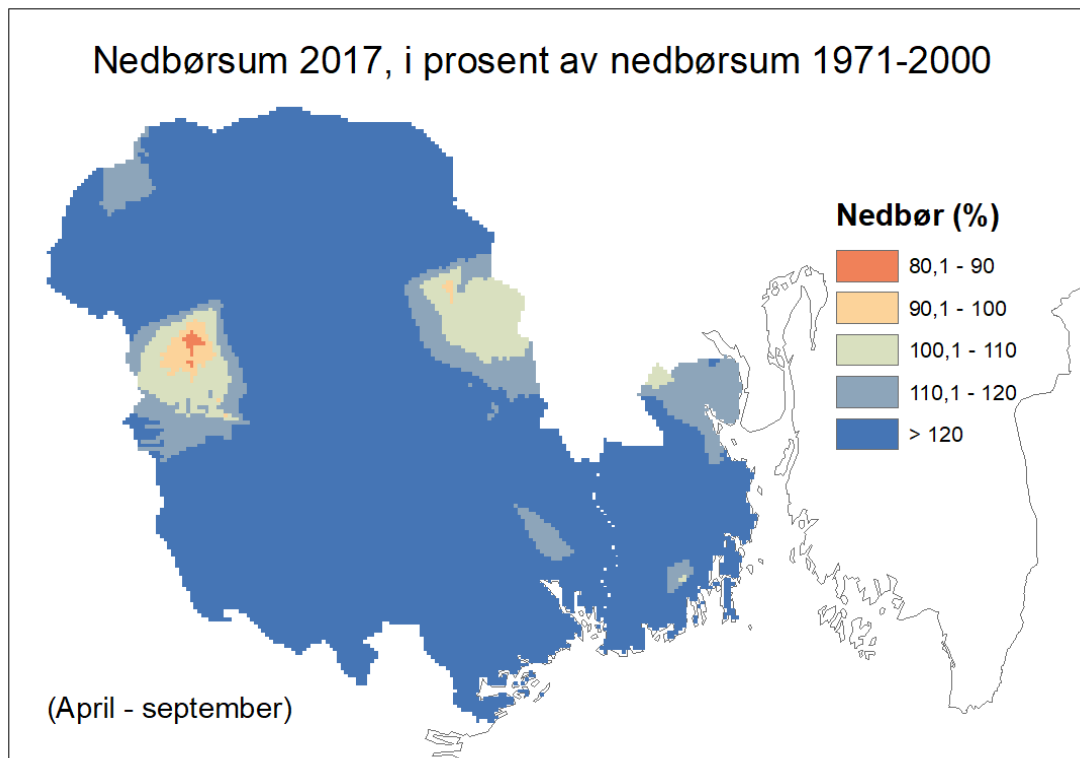 Nedbørsum 2017, i prosent av nedbørsum 1971-2000
Nedbør (%)
80,1 - 90
90,1 - 100
100,1 - 110
110,1 - 120
> 120
(April - september)